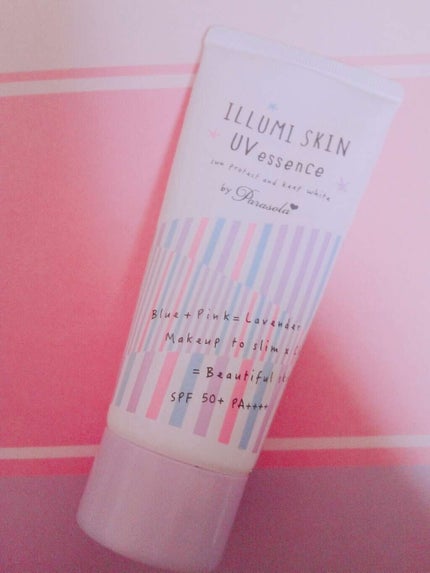 ILLUMI SKIN
UV essence
sun protect and keep white
by Parasola
Blue + Pink = Lavender
Makeup to slim x
= Beautiful
SPF 50+ PA++++